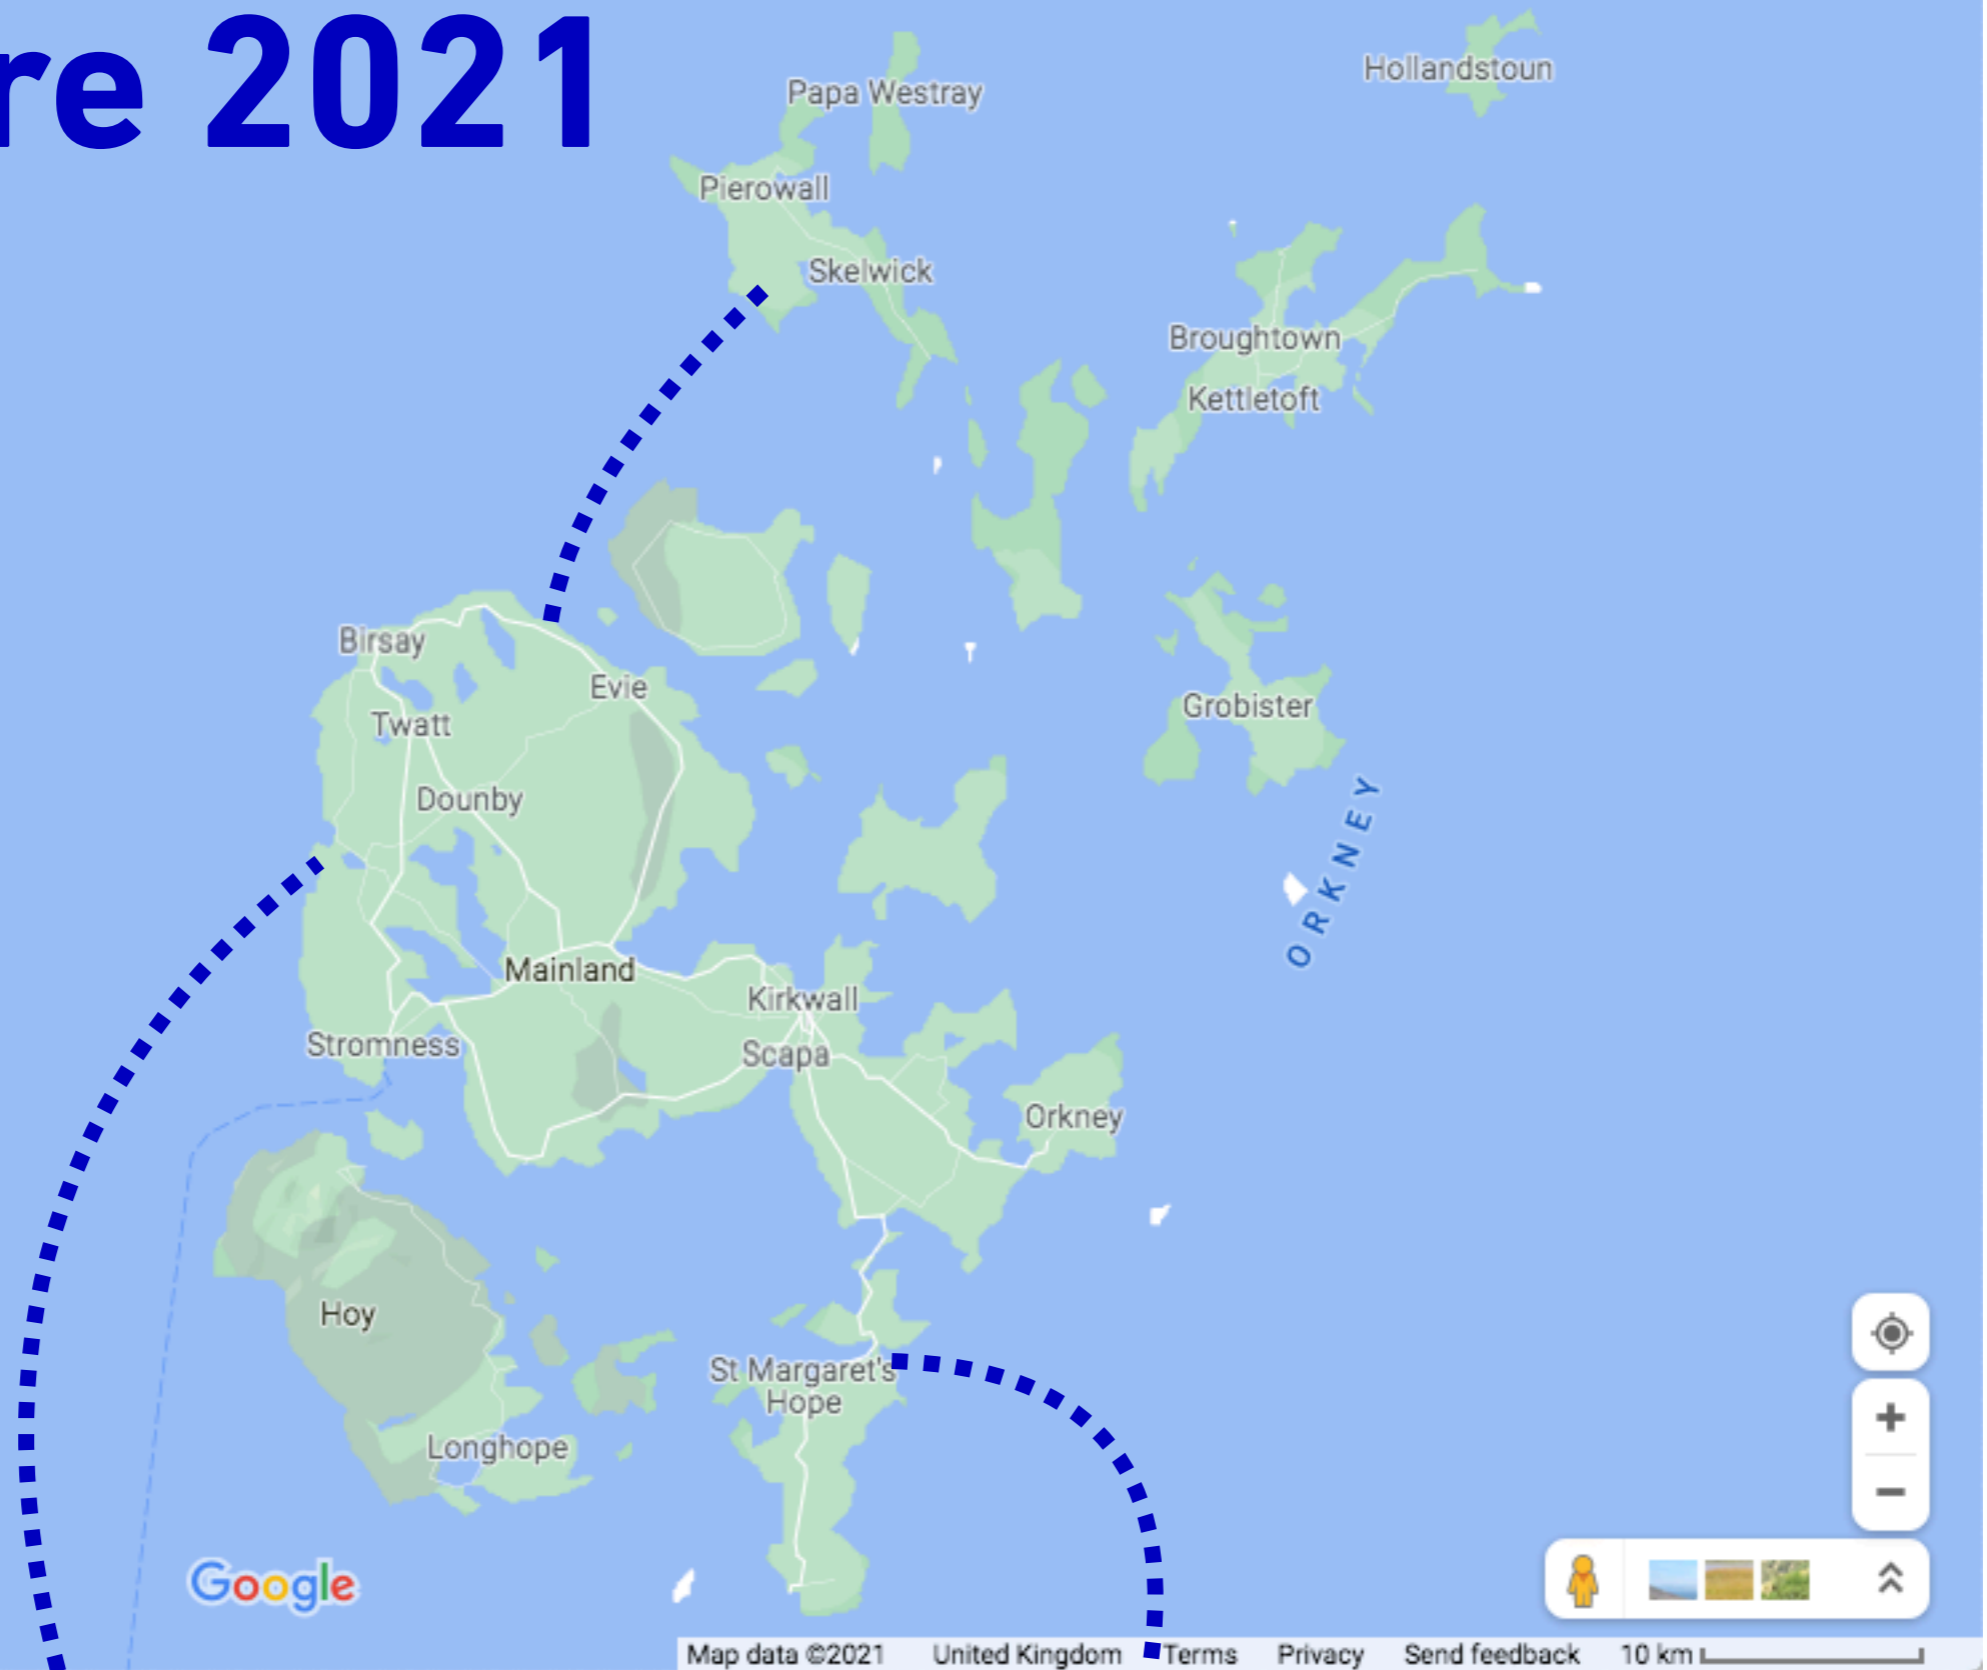 re 2021
Hollandstoun
Papa Westray
Pierowall
Skelwick
Broughtown
Kettletoft
Birsay
Evie
Twatt
Grobister
Dounby
ORKNEY
Mainland
Kirkwall
Stromness
Scapa
Orkney
Hoy
St Margaret's
Hope
Longhope
Google
Map data ©2021 United Kingdom Terms Privacy Send feedback 10 km